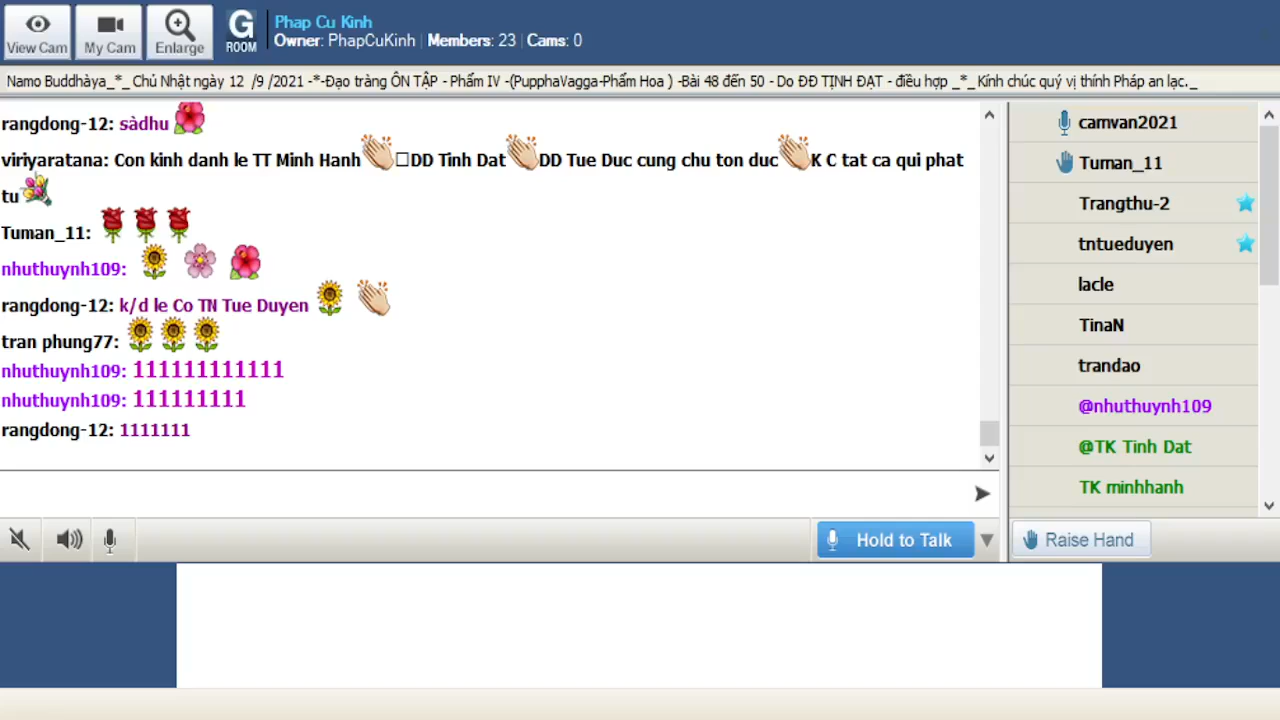 Phap Cu Kinh
View Cam
My Cam
Enlarge
G ROOM
Owner: PhapCuKinh | Members: 23 | Cams: 0
Namo Buddhàya_*_ Chủ Nhật ngày 12 /9 /2021 -*-Đạo tràng ÔN TẬP - Phẩm IV -(PupphaVagga-Phẩm Hoa ) -Bài 48 đến 50 - Do ĐĐ TỊNH ĐẠT - điều hợp _*_ Kính chúc quý vị thính Pháp an lạc._
rangdong-12: sàdhu
viriyaratana: Con kinh danh le TT Minh Hanh DD Tinh Dat DD Tue Duc cung chu ton duc K C tat ca qui phat
tu
Tuman_11:
nhuthuynh109:
rangdong-12: k/d le Co TN Tue Duyen
tran phung77:
nhuthuynh109: 111111111111
nhuthuynh109: 111111111
rangdong-12: 1111111
camvan2021
Tuman_11
Trangthu-2
tntueduyen
lacle
TinaN
trandao
@nhuthuynh109
@TK Tinh Dat
TK minhhanh
Hold to Talk
Raise Hand